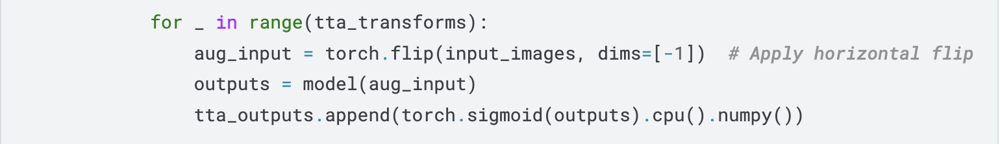 for _ in range(tta_transforms):
aug_input = torch.flip(input_images, dims=[-1])  # Apply horizontal flip
outputs = model(aug_input)
tta_outputs.append(torch.sigmoid(outputs).cpu().numpy())